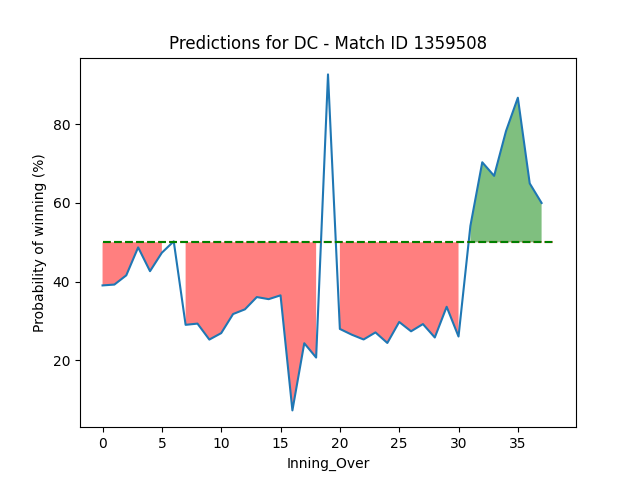 Predictions for DC - Match ID 1359508
Probability of winning (%)
80
60
40
20
0 5 10 15 20 25 30 35
Inning_Over